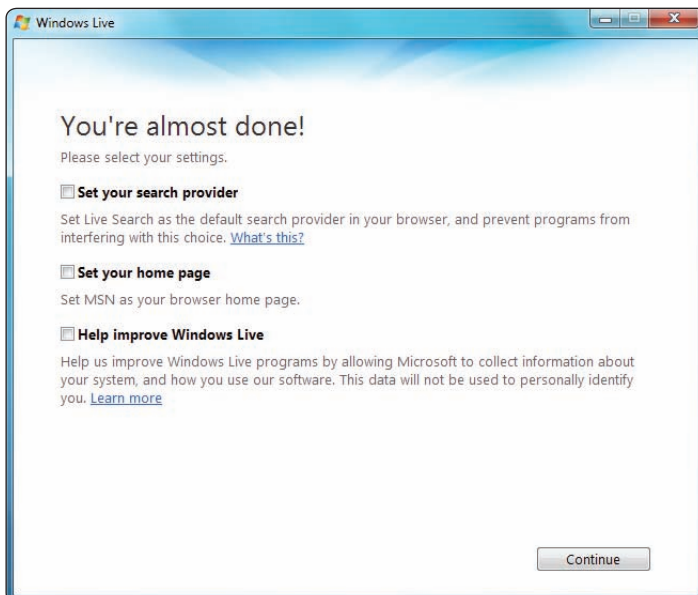 Windows Live
You're almost done!
Please select your settings.
Set your search provider
Set Live Search as the default search provider in your browser, and prevent programs from
interfering with this choice. What's this?
Set your home page
Set MSN as your browser home page.
Help improve Windows Live
Help us improve Windows Live programs by allowing Microsoft to collect information about
your system, and how you use our software. This data will not be used to personally identify
you. Learn more
Continue